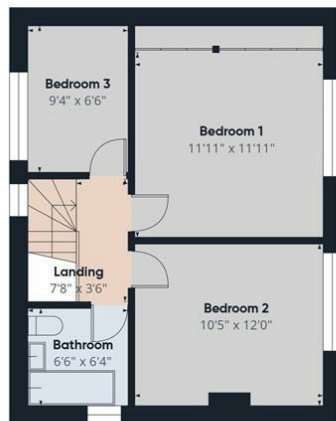 Bedroom 3
9'4" x 6'6"
Bedroom 1
11'11" x 11'11"
Landing
7'8" x 3'6"
Bedroom 2
10'5" x 12'0"
Bathroom
6'6" x 6'4"